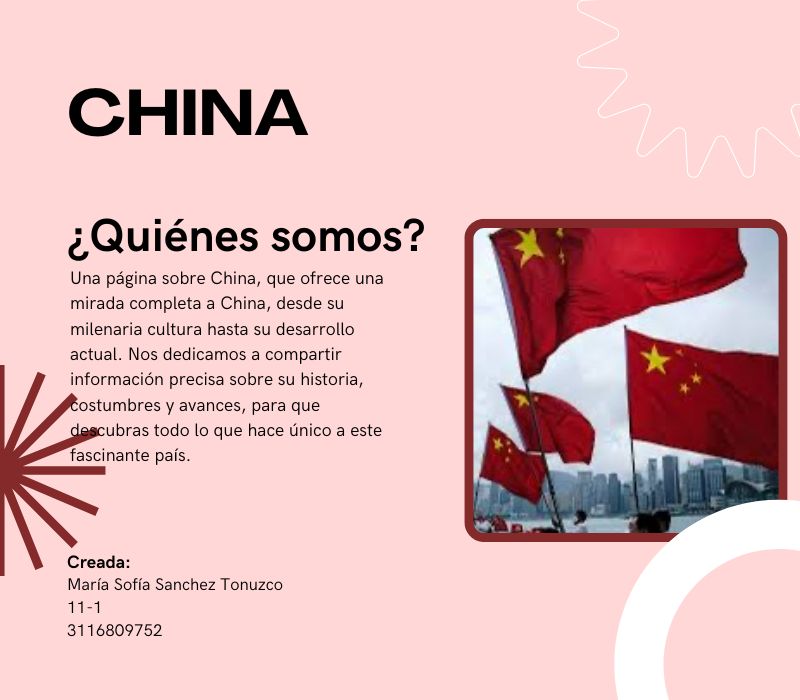 CHINA
¿Quiénes somos?
Una página sobre China, que ofrece una
mirada completa a China, desde su
milenaria cultura hasta su desarrollo
actual. Nos dedicamos a compartir
información precisa sobre su historia,
costumbres y avances, para que
descubras todo lo que hace único a este
fascinante país.
Creada:
María Sofía Sanchez Tonuzco
11-1
3116809752